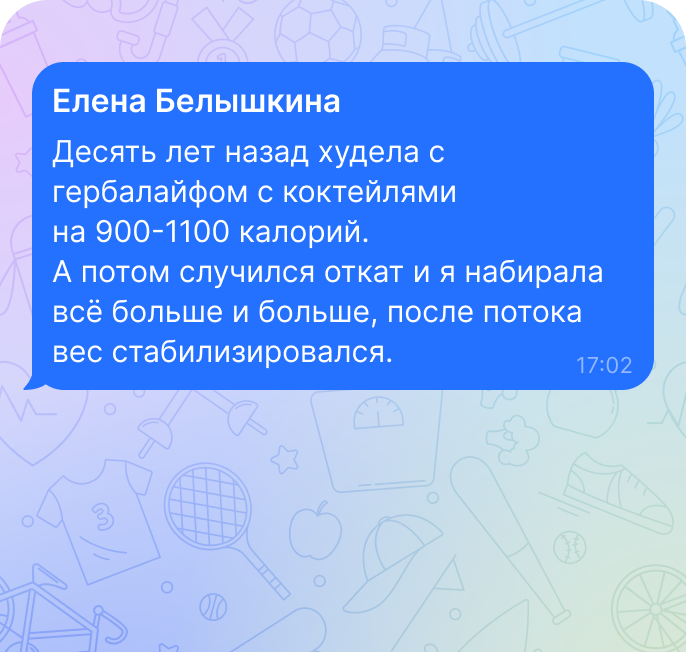 Елена Белышкина
Десять лет назад худела с
гербалайфом с коктейлями
на 900-1100 калорий.
А потом случился откат и я набирала
всё больше и больше, после потока
вес стабилизировался.
17:02
3